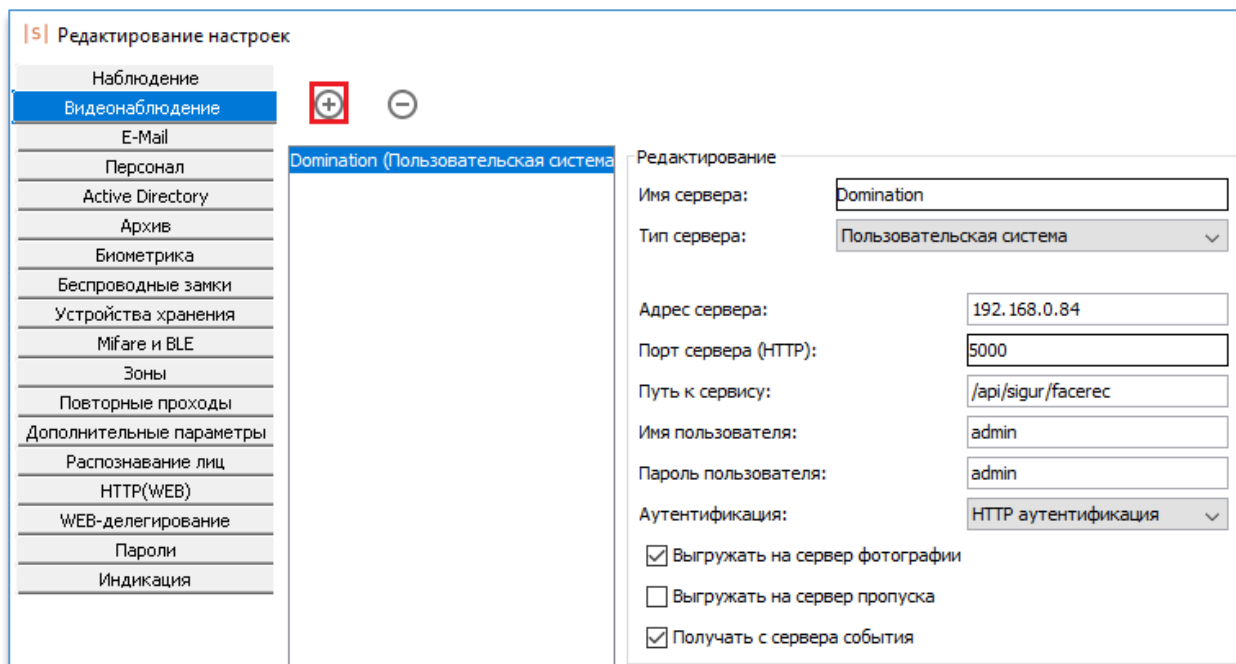 |S| Редактирование настроек
Наблюдение
Видеонаблюдение
E-Mail
Персонал
Active Directory
Архив
Биометрика
Беспроводные замки
Устройства хранения
Mifare и BLE
Зоны
Повторные проходы
Дополнительные параметры
Распознавание лиц
HTTP(WEB)
WEB-делегирование
Пароли
Индикация
Domination (Пользовательская система
Редактирование
Имя сервера: Domination
Тип сервера: Пользовательская система
Адрес сервера: 192.168.0.84
Порт сервера (HTTP): 5000
Путь к сервису: /api/sigur/facerec
Имя пользователя: admin
Пароль пользователя: admin
Аутентификация: HTTP аутентификация
Выгружать на сервер фотографии
Выгружать на сервер пропуска
Получать с сервера события